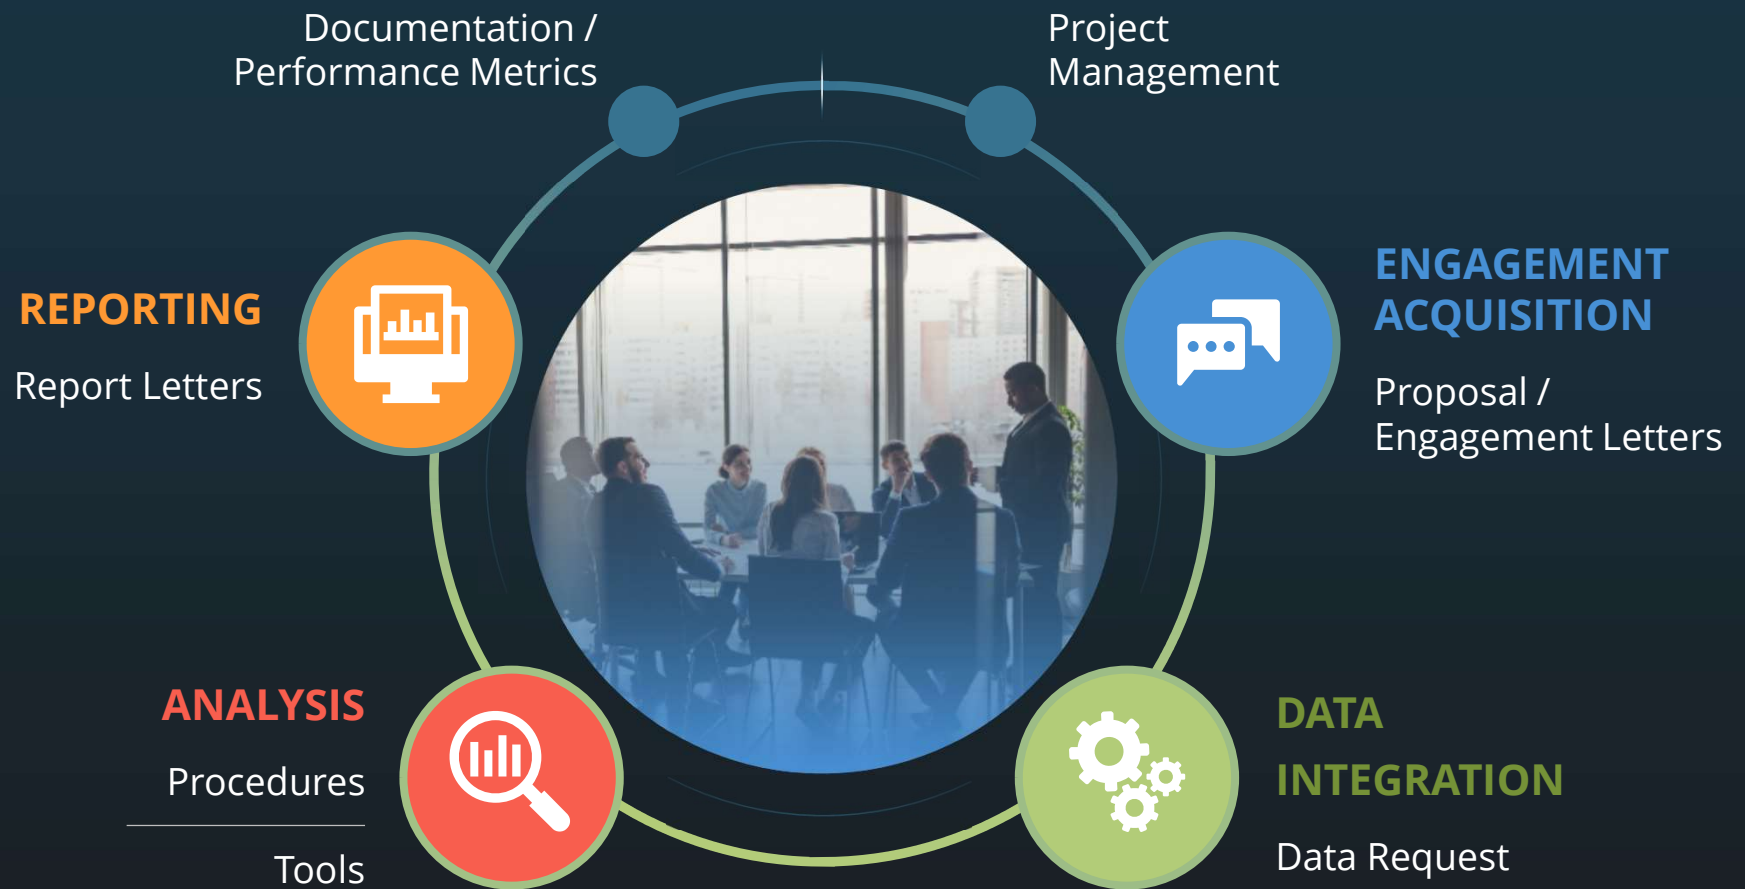 Documentation /
Performance Metrics
Project
Management
REPORTING
Report Letters
ENGAGEMENT
ACQUISITION
Proposal /
Engagement Letters
ANALYSIS
Procedures
Tools
DATA
INTEGRATION
Data Request